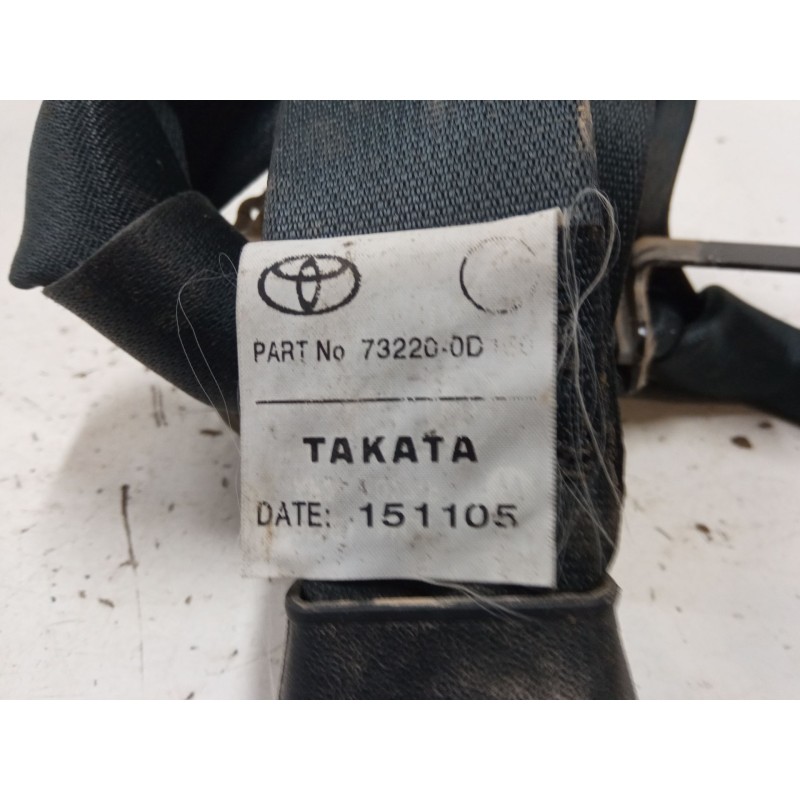 PART No 73220-0D
TAKATA
DATE: 151105